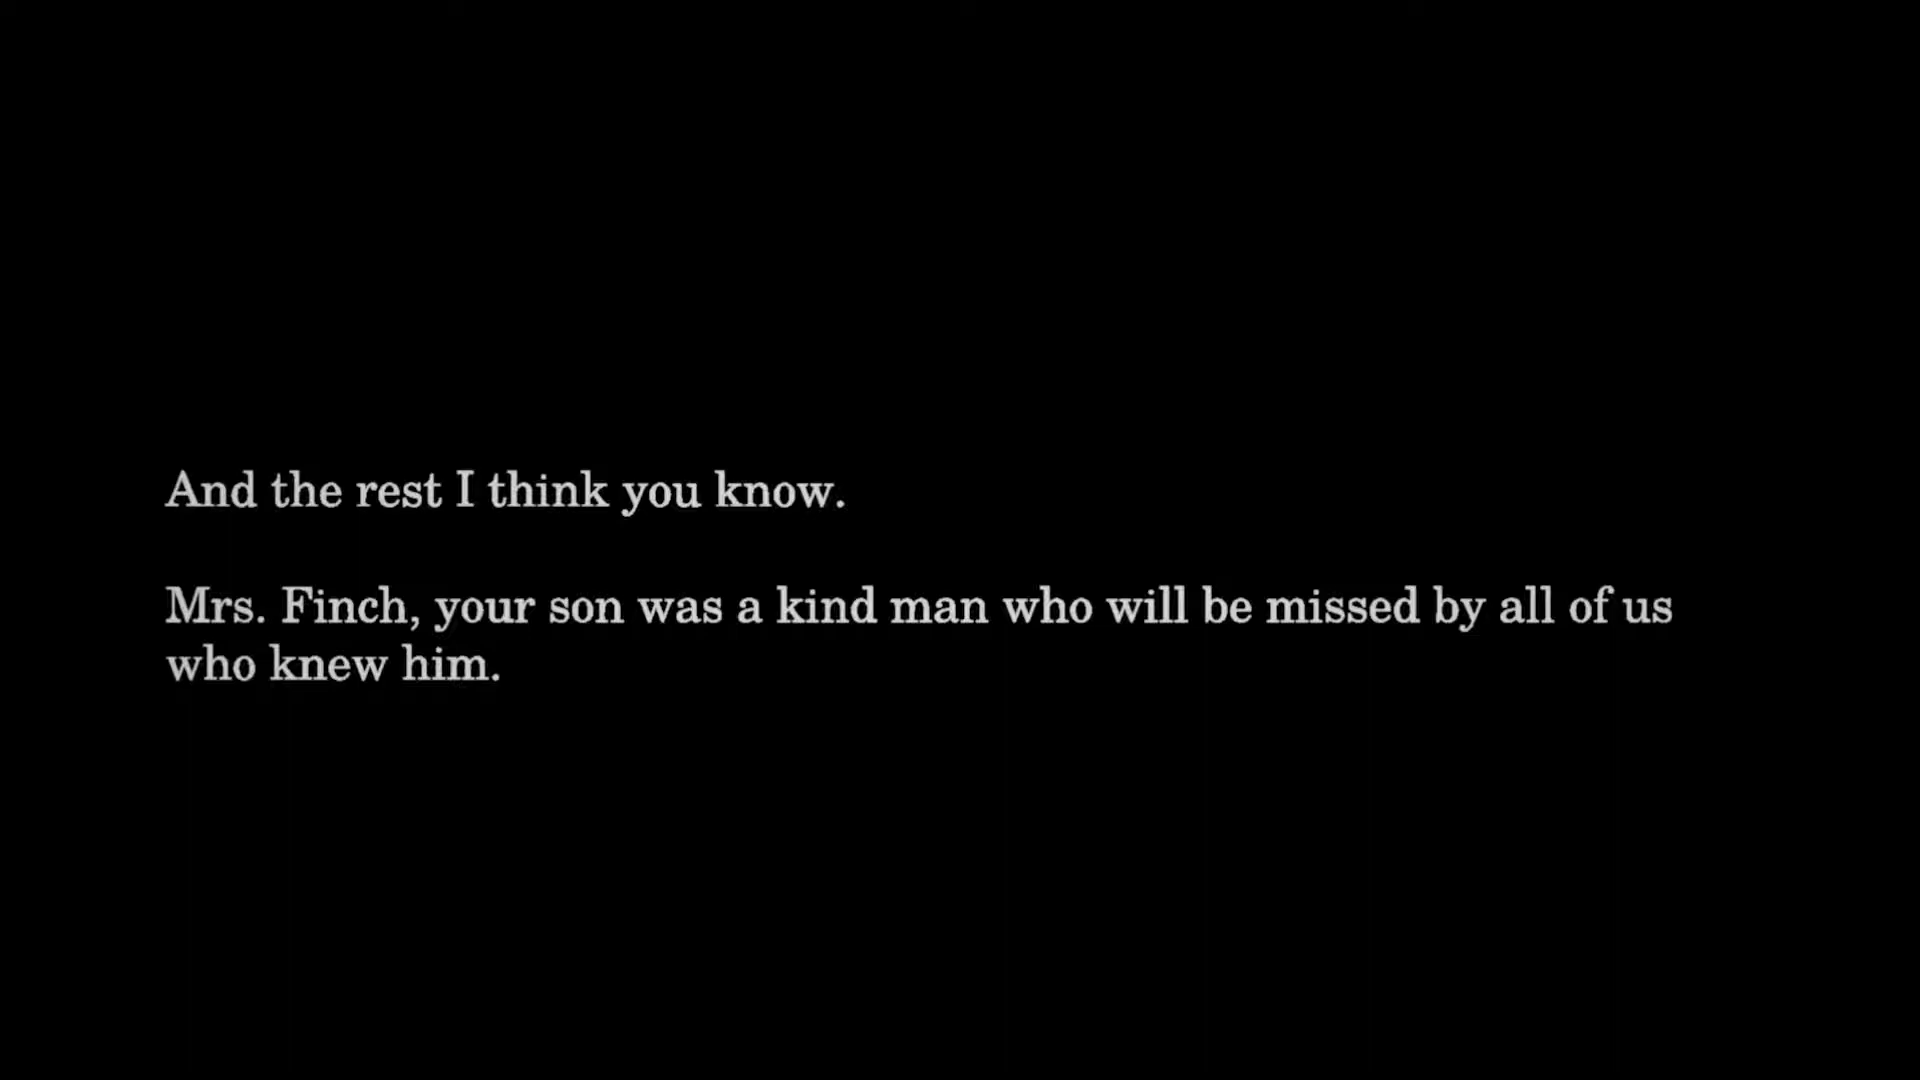 And the rest I think you know.
Mrs. Finch, your son was a kind man who will be missed by all of us
who knew him.